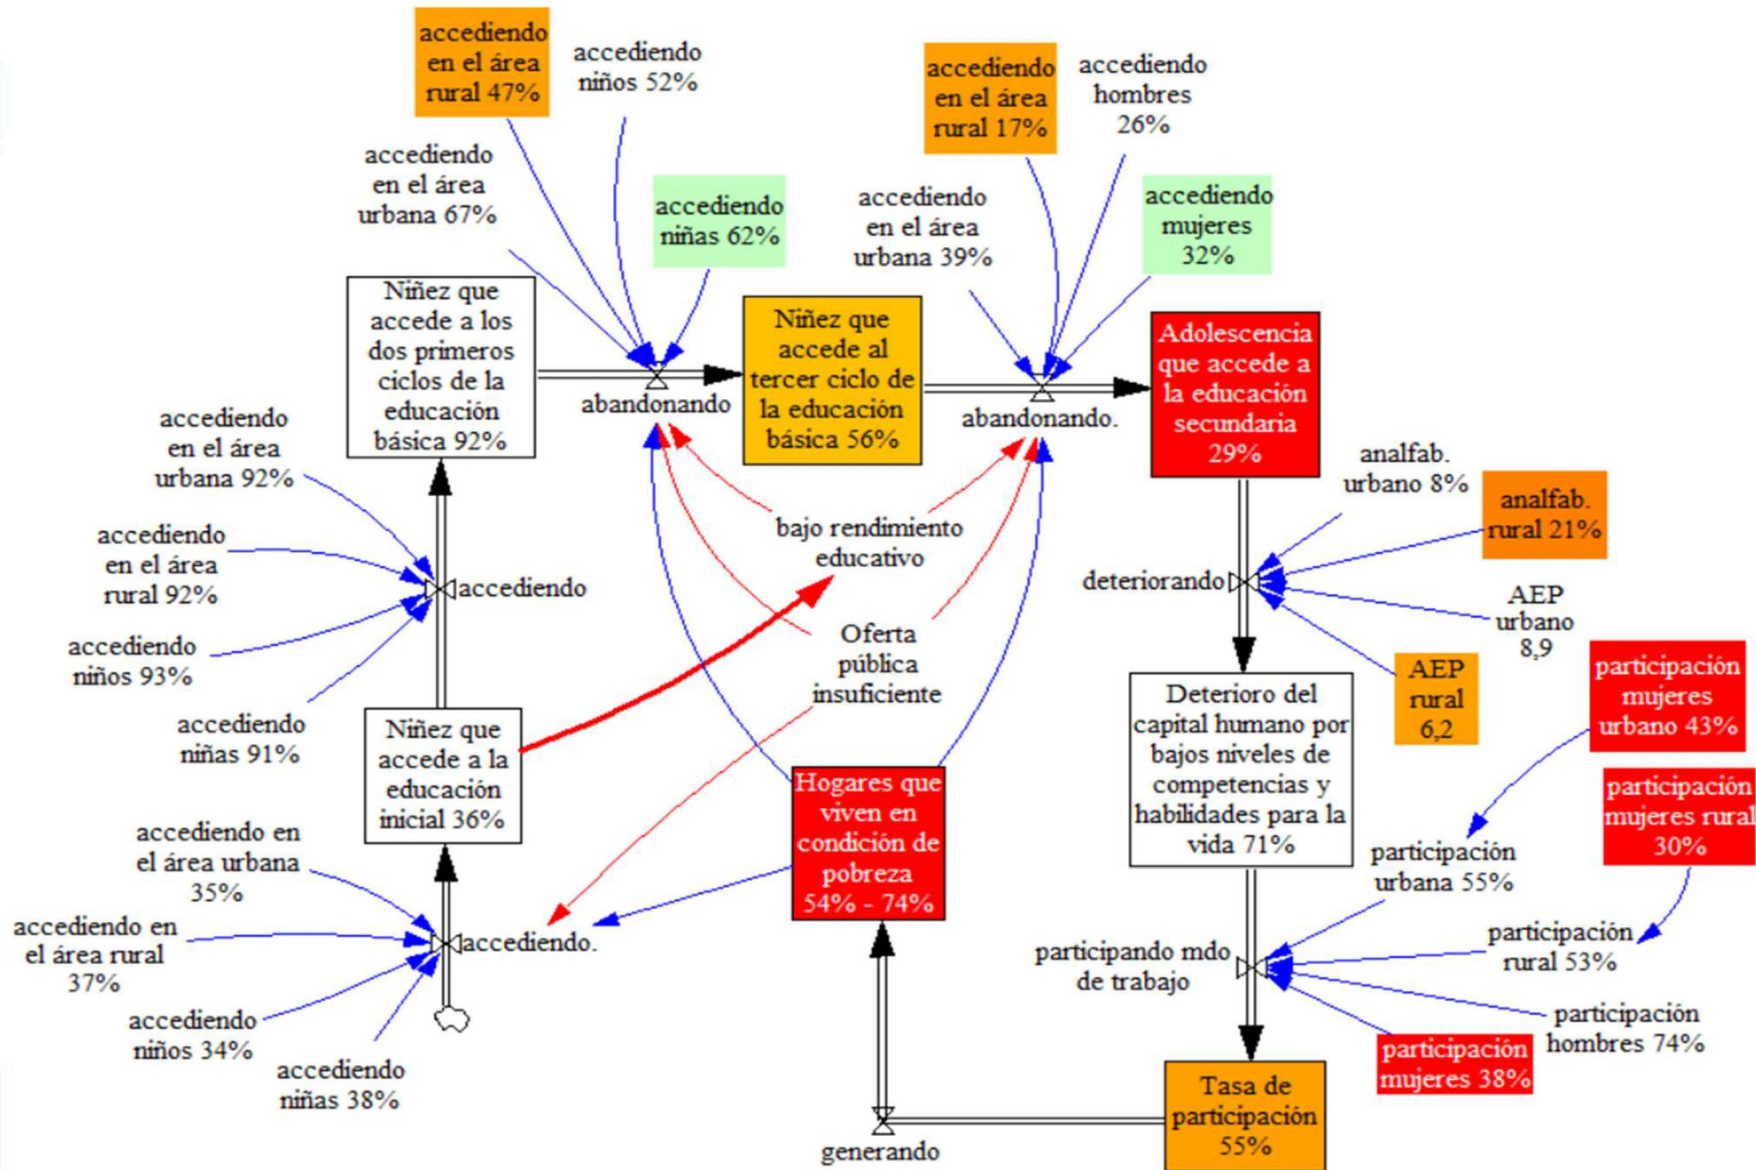 accediendo
en el área
rural 47%
accediendo
niños 52%
accediendo
en el área
urbana 67%
accediendo
niñas 62%
accediendo
en el área
rural 17%
accediendo
hombres
26%
accediendo
en el área
urbana 39%
accediendo
mujeres
32%
Niñez que
accede a los
dos primeros
ciclos de la
educación
básica 92%
abandonando
Niñez que
accede al
tercer ciclo de
la educación
básica 56%
abandonando.
Adolescencia
que accede a
la educación
secundaria
29%
accediendo
en el área
urbana 92%
accediendo
en el área
rural 92%
accediendo
niños 93%
accediendo
niñas 91%
accediendo
bajo rendimiento
educativo
Oferta
pública
insuficiente
analfab.
urbano 8%
analfab.
rural 21%
deteriorando
AEP
urbano
8,9
AEP
rural
6,2
participación
mujeres
urbano 43%
participación
mujeres rural
30%
Niñez que
accede a la
educación
inicial 36%
Hogares que
viven en
condición de
pobreza
54% - 74%
Deterioro del
capital humano por
bajos niveles de
competencias y
habilidades para la
vida 71%
accediendo en
el área urbana
35%
accediendo en
el área rural
37%
accediendo
niños 34%
accediendo
niñas 38%
accediendo.
participación
urbana 55%
participación
rural 53%
participando mdo
de trabajo
participación
hombres 74%
participación
mujeres 38%
Tasa de
participación
55%
generando